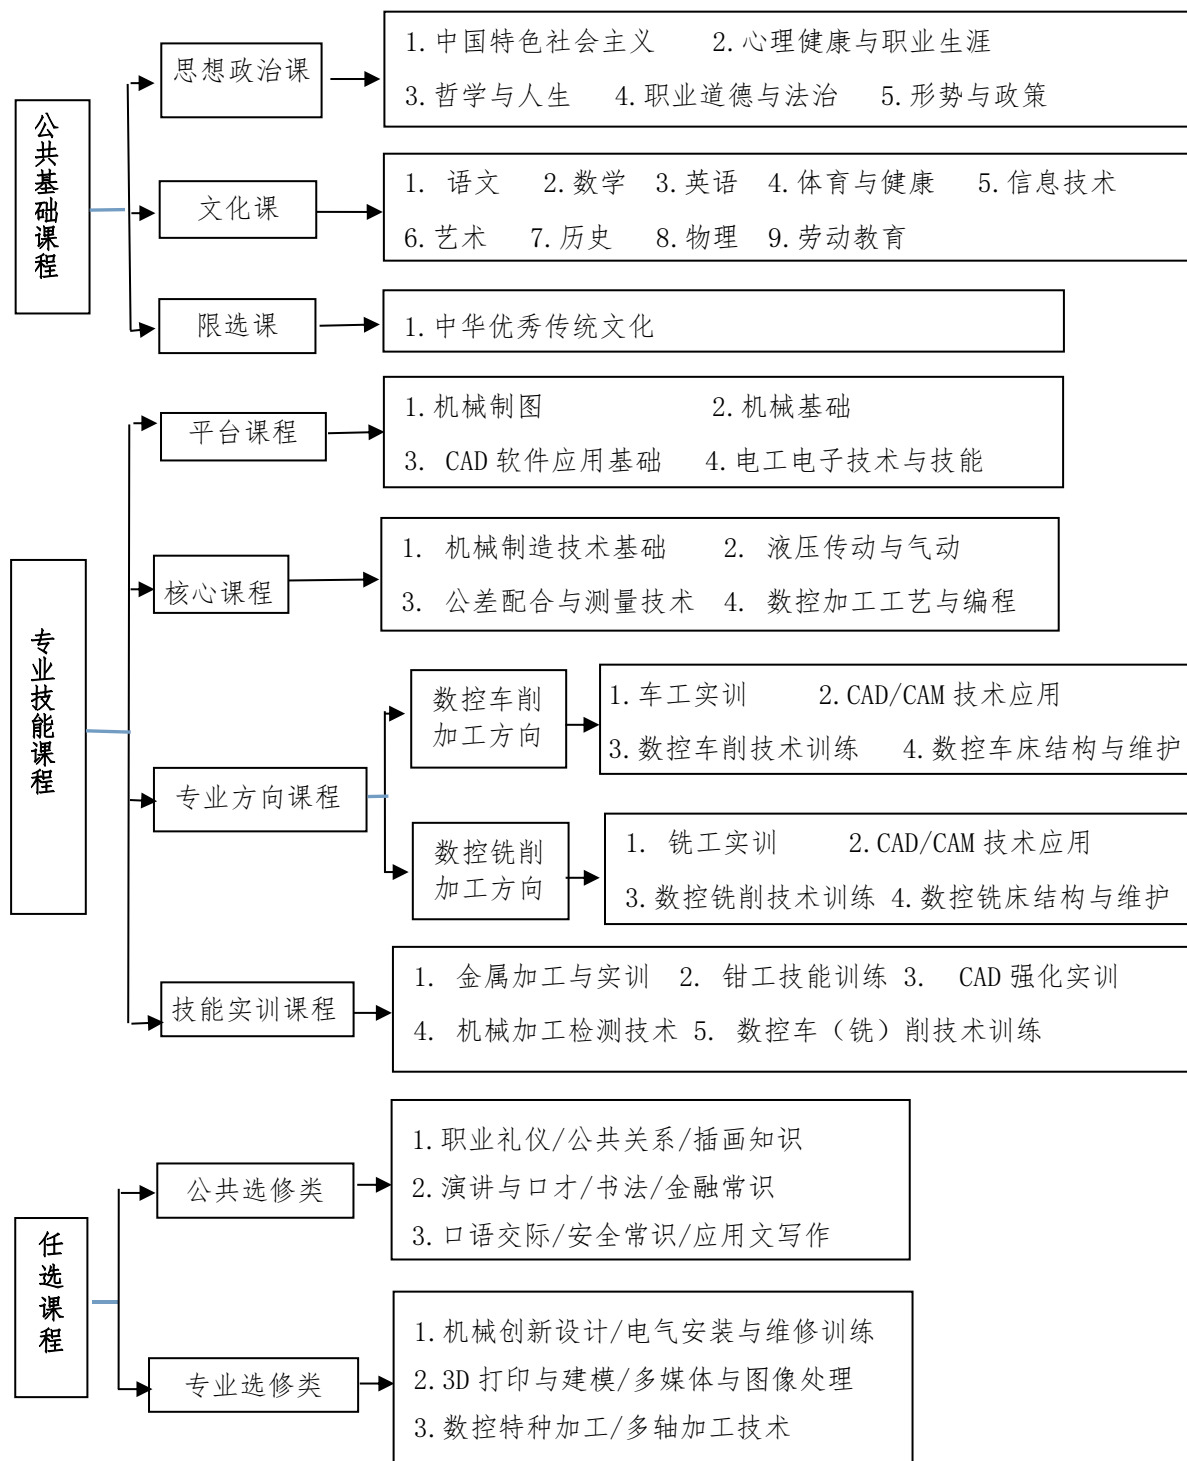 公共基础课程
思想政治课
1.中国特色社会主义 2.心理健康与职业生涯
3.哲学与人生 4.职业道德与法治 5.形势与政策
文化课
1. 语文 2.数学 3.英语 4.体育与健康 5.信息技术
6.艺术 7.历史 8.物理 9.劳动教育
限选课
1.中华优秀传统文化
专业技能课程
平台课程
1.机械制图 2.机械基础
3. CAD 软件应用基础 4.电工电子技术与技能
核心课程
1. 机械制造技术基础 2. 液压传动与气动
3. 公差配合与测量技术 4. 数控加工工艺与编程
专业方向课程
数控车削
加工方向
1.车工实训 2.CAD/CAM 技术应用
3.数控车削技术训练 4.数控车床结构与维护
数控铣削
加工方向
1. 铣工实训 2.CAD/CAM 技术应用
3.数控铣削技术训练 4.数控铣床结构与维护
技能实训课程
1. 金属加工与实训 2. 钳工技能训练 3. CAD 强化实训
4. 机械加工检测技术 5. 数控车（铣）削技术训练
任选课程
公共选修类
1.职业礼仪/公共关系/插画知识
2.演讲与口才/书法/金融常识
3.口语交际/安全常识/应用文写作
专业选修类
1.机械创新设计/电气安装与维修训练
2.3D 打印与建模/多媒体与图像处理
3.数控特种加工/多轴加工技术